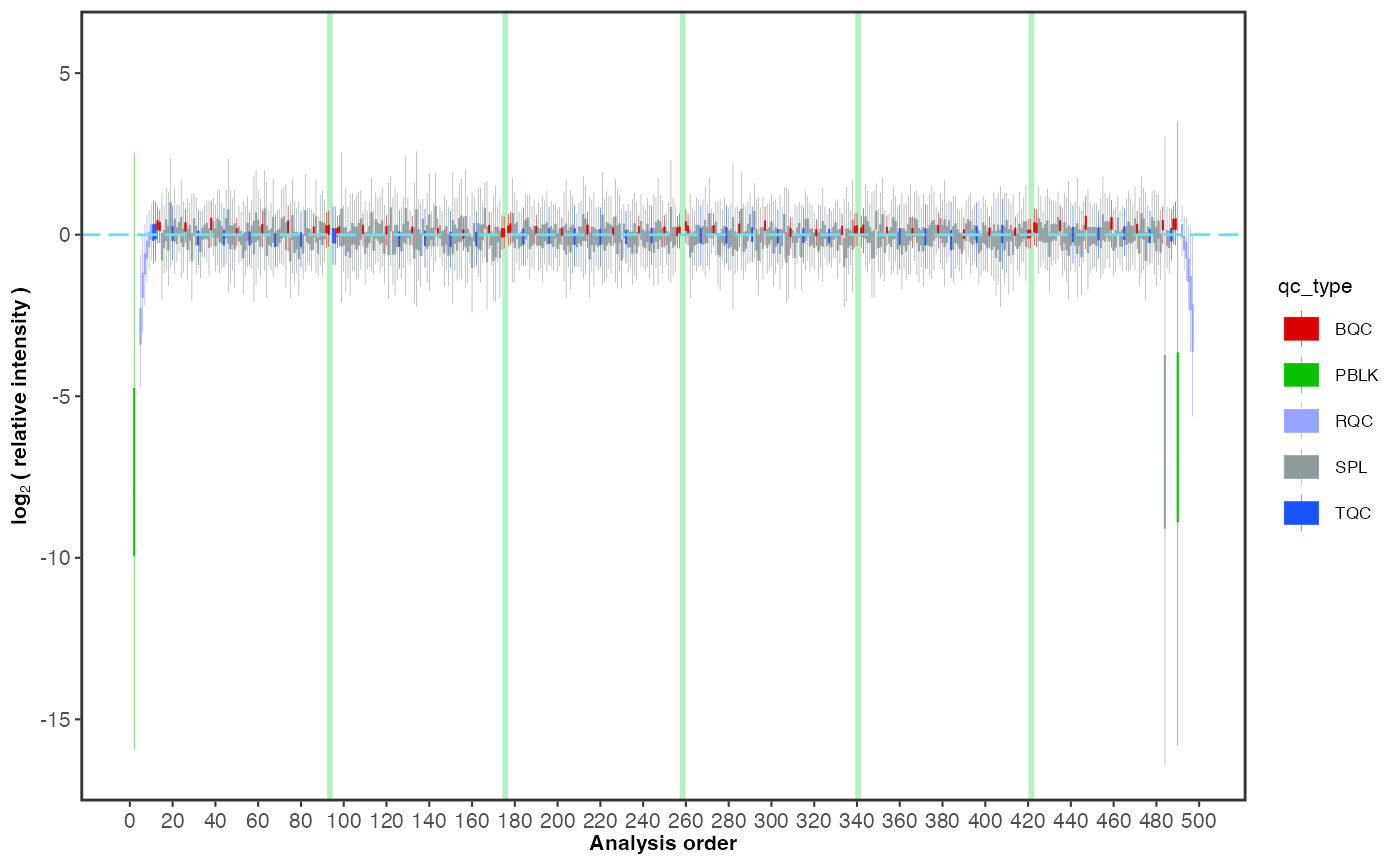 5
0
-5
-10
-15
log₂ ( relative intensity )
0 20 40 60 80 100 120 140 160 180 200 220 240 260 280 300 320 340 360 380 400 420 440 460 480 500
Analysis order
qc_type
BQC
PBLK
RQC
SPL
TQC